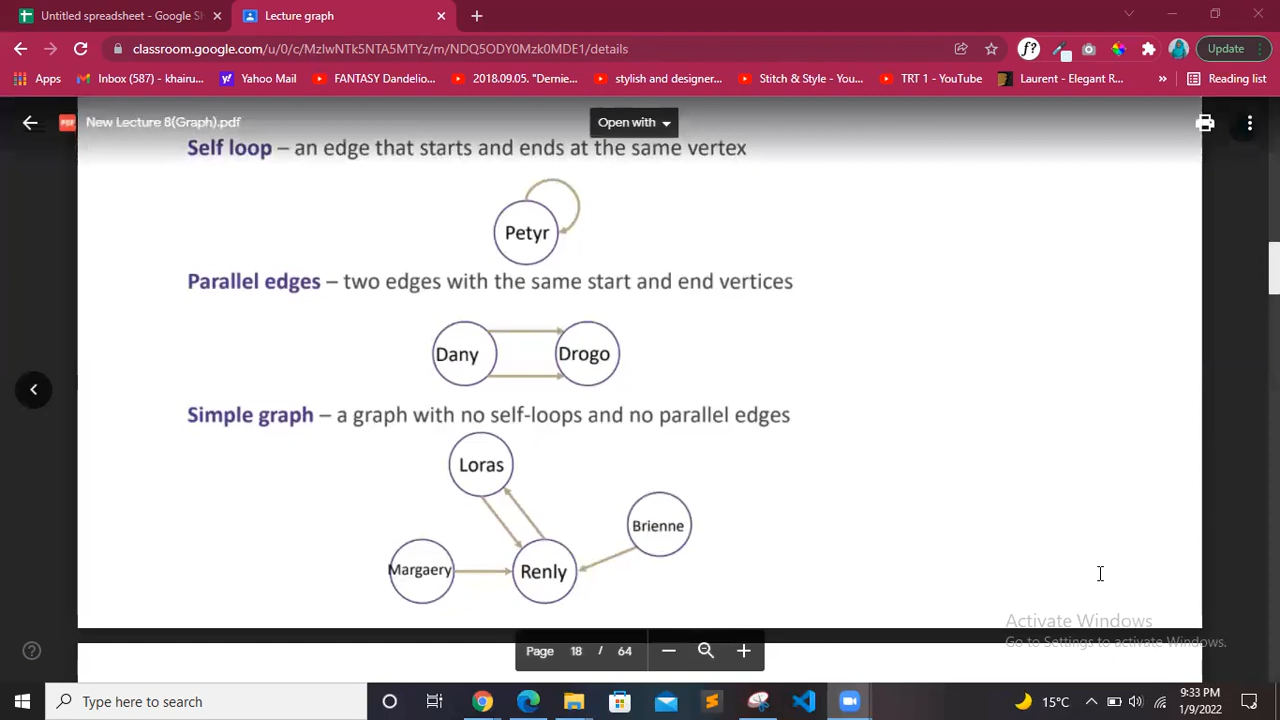 Untitled spreadsheet - Google Sh
Lecture graph
classroom.google.com/u/0/c/MzIwNTk5NTA5MTYz/m/NDQ5ODY0Mzk0MDE1/details
Update
Apps
Inbox (587) - khairu...
Yahoo Mail
FANTASY Dandelio...
2018.09.05. "Dernie...
stylish and designer...
Stitch & Style - You...
TRT 1 - YouTube
Laurent - Elegant R...
Reading list
New Lecture 8(Graph).pdf
Open with
Self loop – an edge that starts and ends at the same vertex
Petyr
Parallel edges – two edges with the same start and end vertices
Dany
Drogo
Simple graph – a graph with no self-loops and no parallel edges
Loras
Brienne
Margaery
Renly
Activate Windows
Go to Settings to activate Windows.
Page 18 / 64
Type here to search
15°C
9:33 PM
1/9/2022